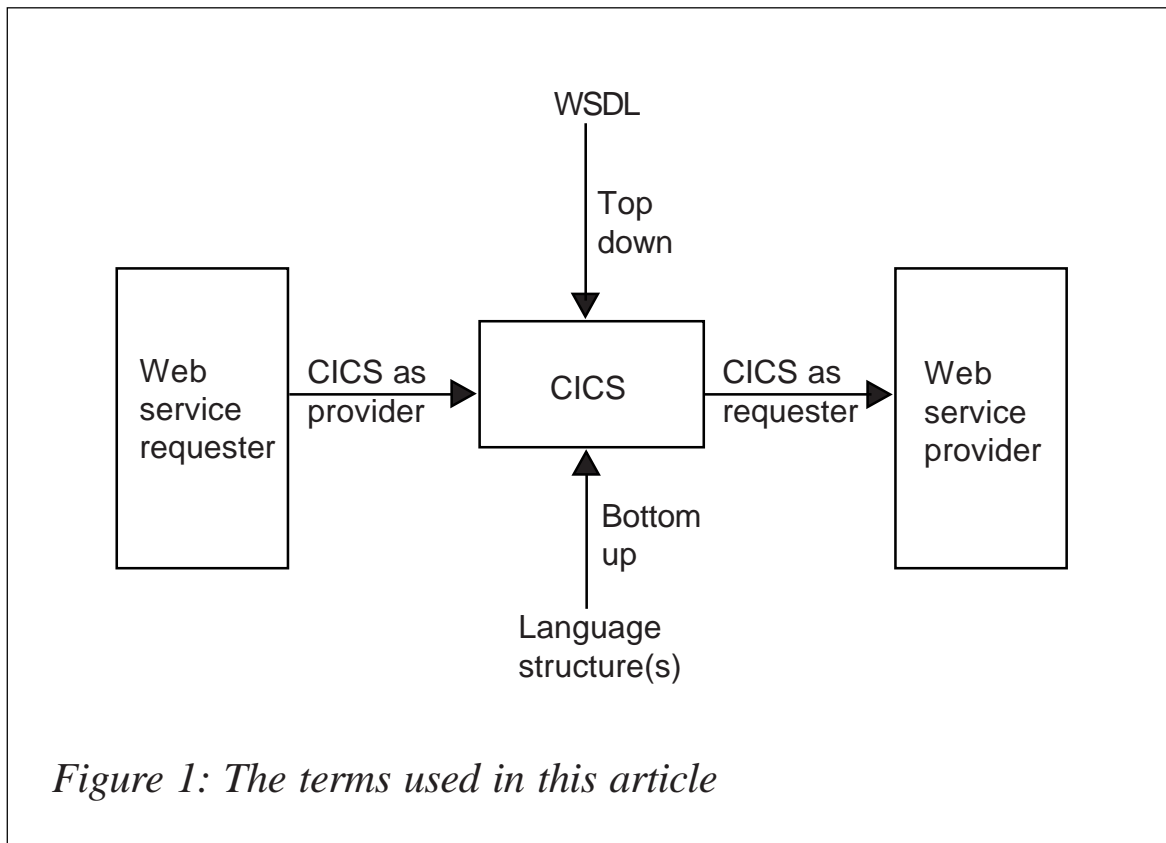 WSDL
Top
down
Web
service
requester
CICS as
provider
CICS
CICS as
requester
Web
service
provider
Bottom
up
Language
structure(s)
Figure 1: The terms used in this article